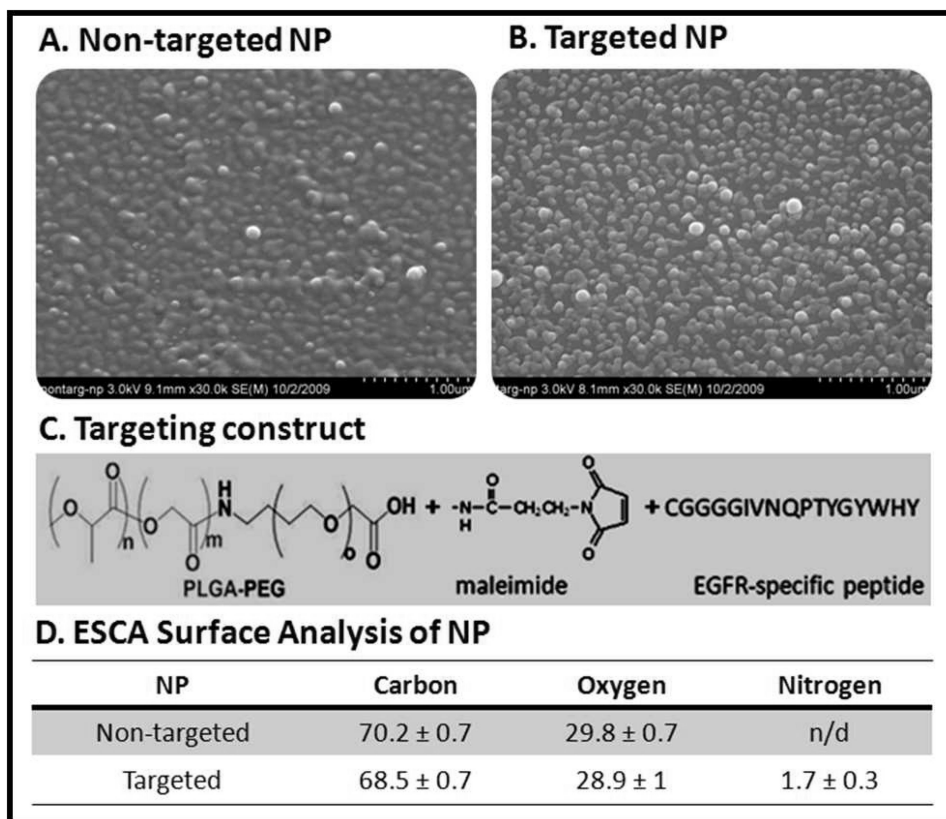 A. Non-targeted NP
B. Targeted NP
nontarg-np 3.0kV 9.1mm x30.0k SE(M) 10/2/2009 1.00um
targ-np 3.0kV 8.1mm x30.0k SE(M) 10/2/2009 1.00um
C. Targeting construct
O O n O O m H N O O OH + -N-C-CH₂CH₂-N O H O O + CGGGGIVNQPTYGYWHY
PLGA-PEG maleimide EGFR-specific peptide
D. ESCA Surface Analysis of NP
NP Carbon Oxygen Nitrogen
Non-targeted 70.2 ± 0.7 29.8 ± 0.7 n/d
Targeted 68.5 ± 0.7 28.9 ± 1 1.7 ± 0.3